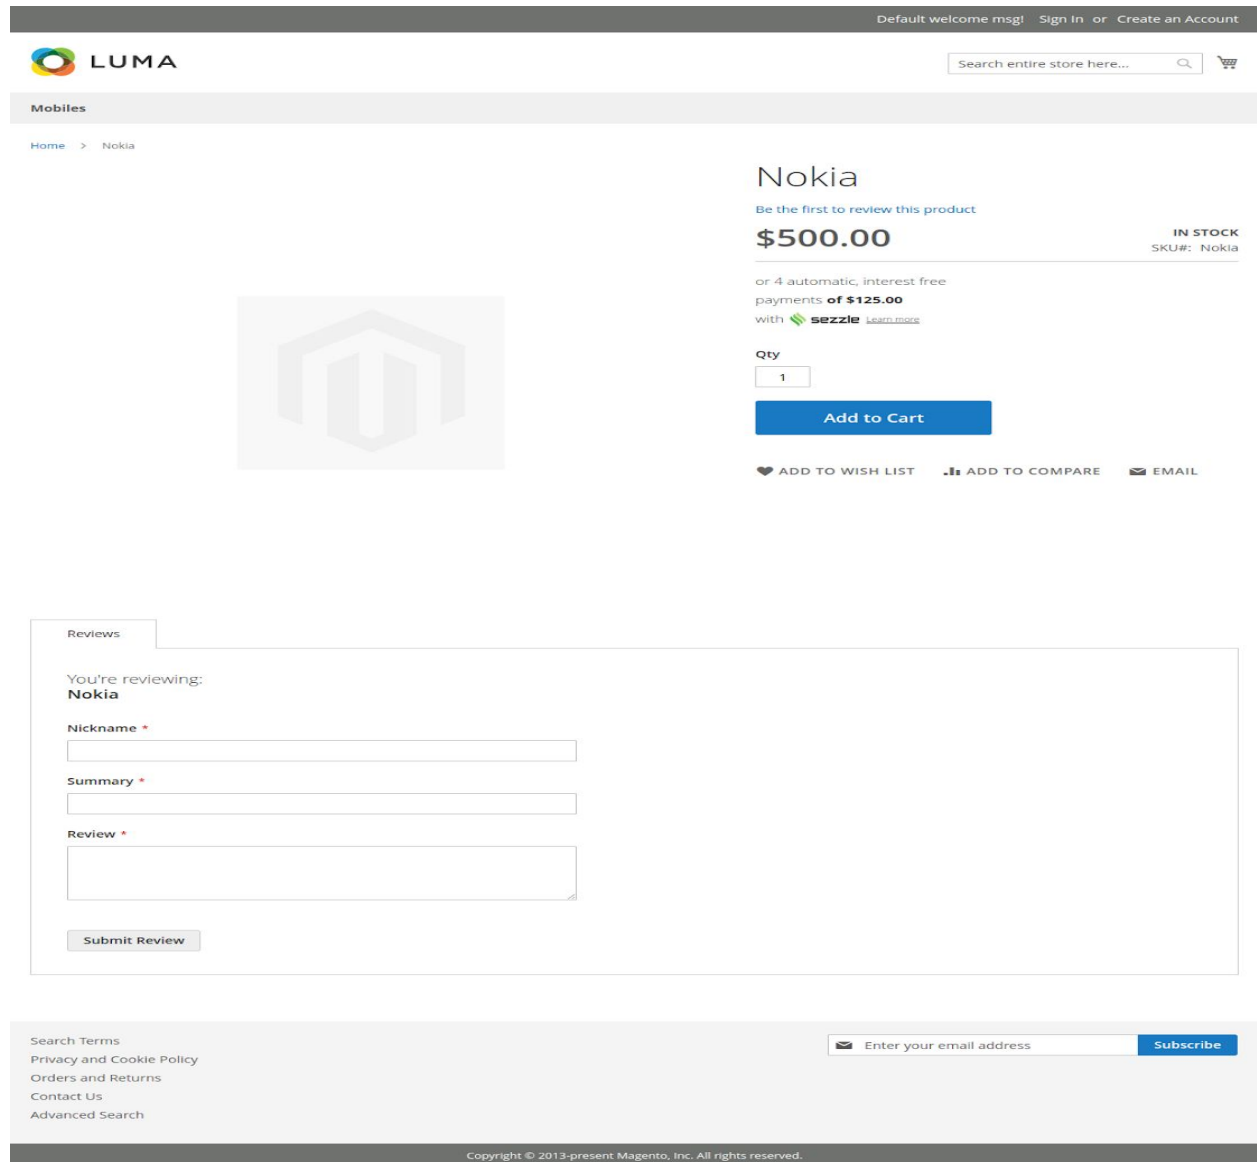 Default welcome msg! Sign In or Create an Account
LUMA
Search entire store here...
Mobiles
Home > Nokia
Nokia
Be the first to review this product
$500.00
IN STOCK
SKU#: Nokia
or 4 automatic, interest free
payments of $125.00
with sezzle Learn more
Qty
1
Add to Cart
ADD TO WISH LIST ADD TO COMPARE EMAIL
Reviews
You're reviewing:
Nokia
Nickname *
Summary *
Review *
Submit Review
Search Terms
Privacy and Cookie Policy
Orders and Returns
Contact Us
Advanced Search
Enter your email address Subscribe
Copyright © 2013-present Magento, Inc. All rights reserved.